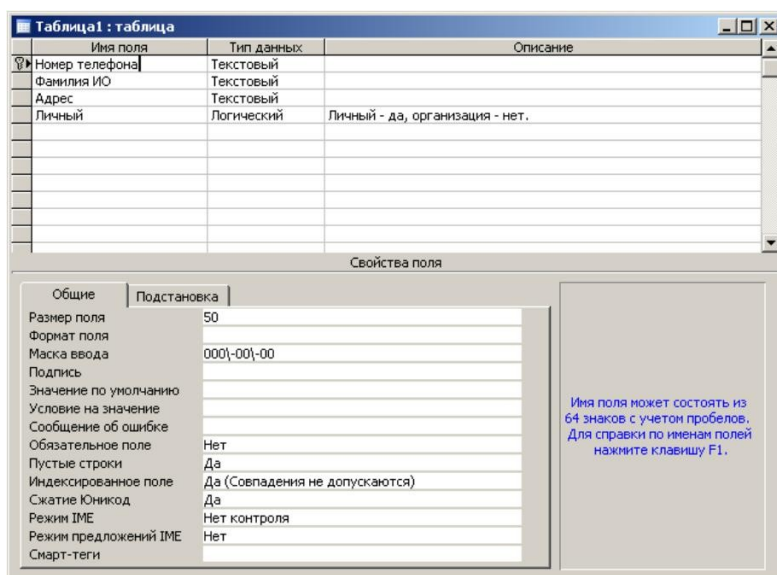 Таблица1 : таблица
Имя поля Тип данных Описание
Номер телефона Текстовый
Фамилия ИО Текстовый
Адрес Текстовый
Личный Логический Личный - да, организация - нет.
Свойства поля
Общие Подстановка
Размер поля 50
Формат поля
Маска ввода 000\-00\-00
Подпись
Значение по умолчанию
Условие на значение
Сообщение об ошибке
Обязательное поле Нет
Пустые строки Да
Индексированное поле Да (Совпадения не допускаются)
Сжатие Юникод Да
Режим IME Нет контроля
Режим предложений IME Нет
Смарт-теги
Имя поля может состоять из
64 знаков с учетом пробелов.
Для справки по именам полей
нажмите клавишу F1.